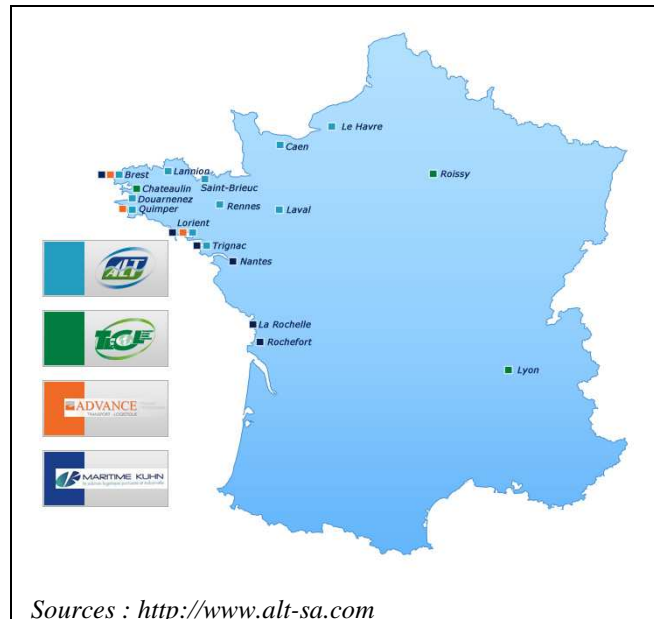 Le Havre
Caen
Lannion
Brest
Roissy
Chateaulin
Saint-Brieuc
Douarnenez
Rennes
Laval
Quimper
Lorient
Trignac
ALT
Nantes
TECL
La Rochelle
Rochefort
Lyon
ADVANCE
TRANSPORT LOGISTIQUE
MARITIME KUHN
Sources : http://www.alt-sa.com